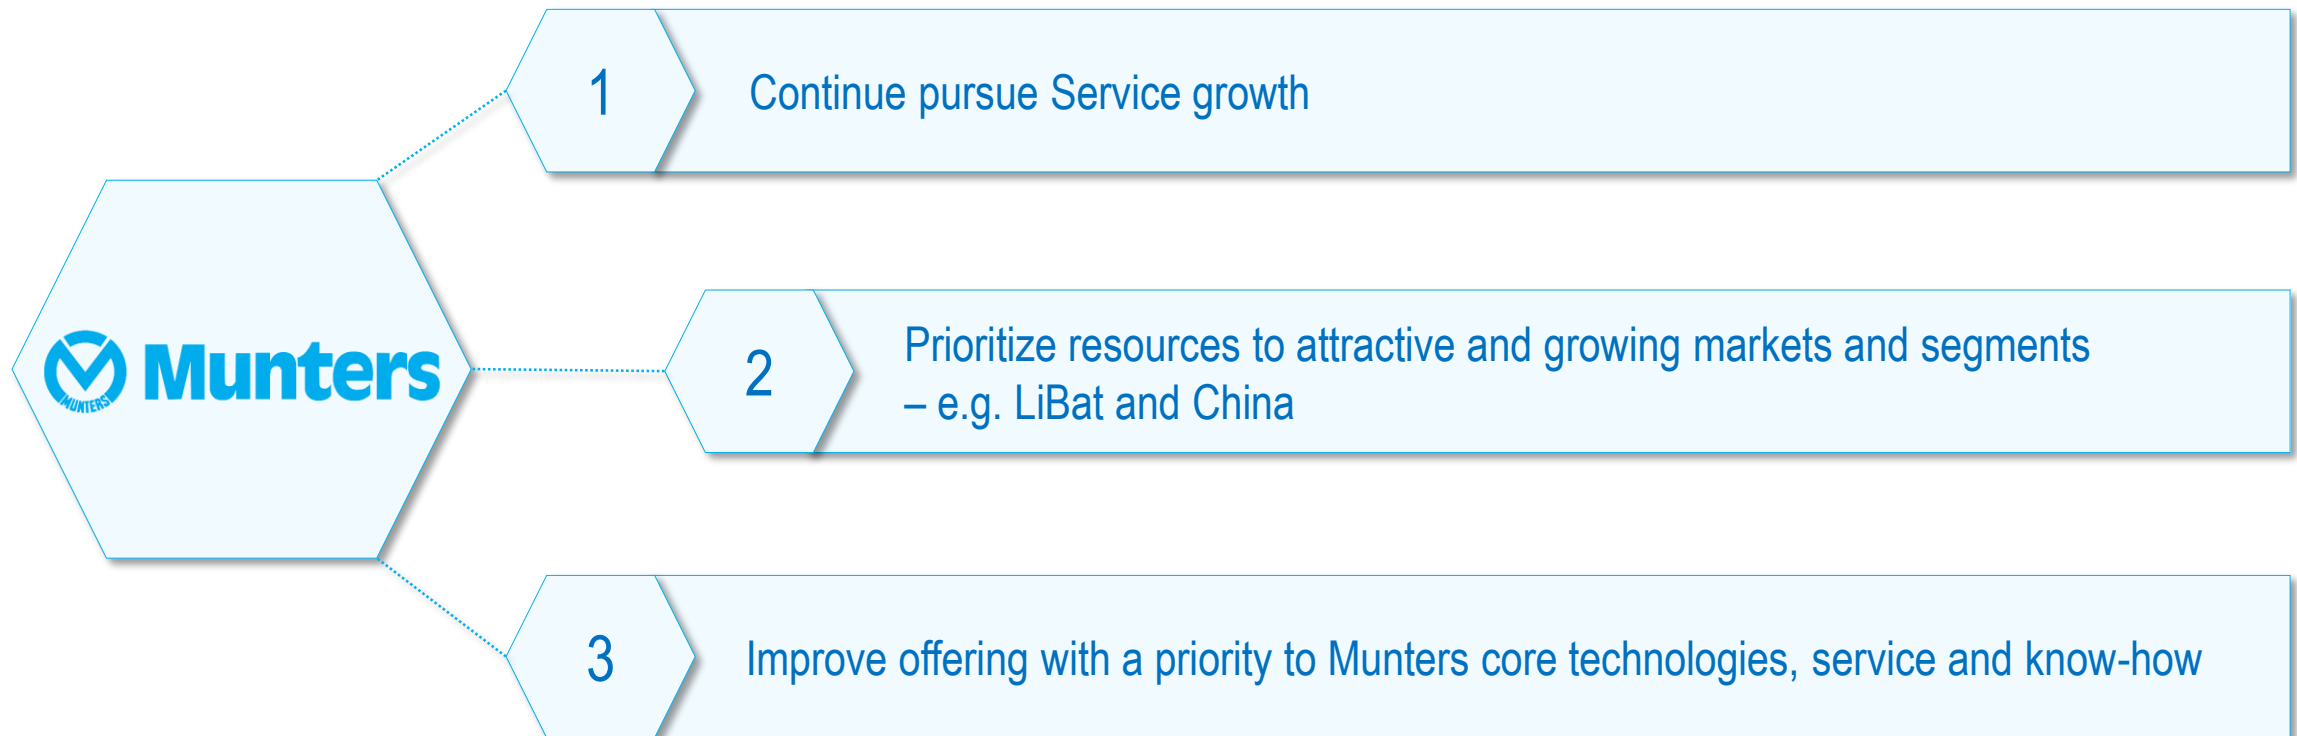 1
Continue pursue Service growth
MUNTERS
Munters
2
Prioritize resources to attractive and growing markets and segments
– e.g. LiBat and China
3
Improve offering with a priority to Munters core technologies, service and know-how